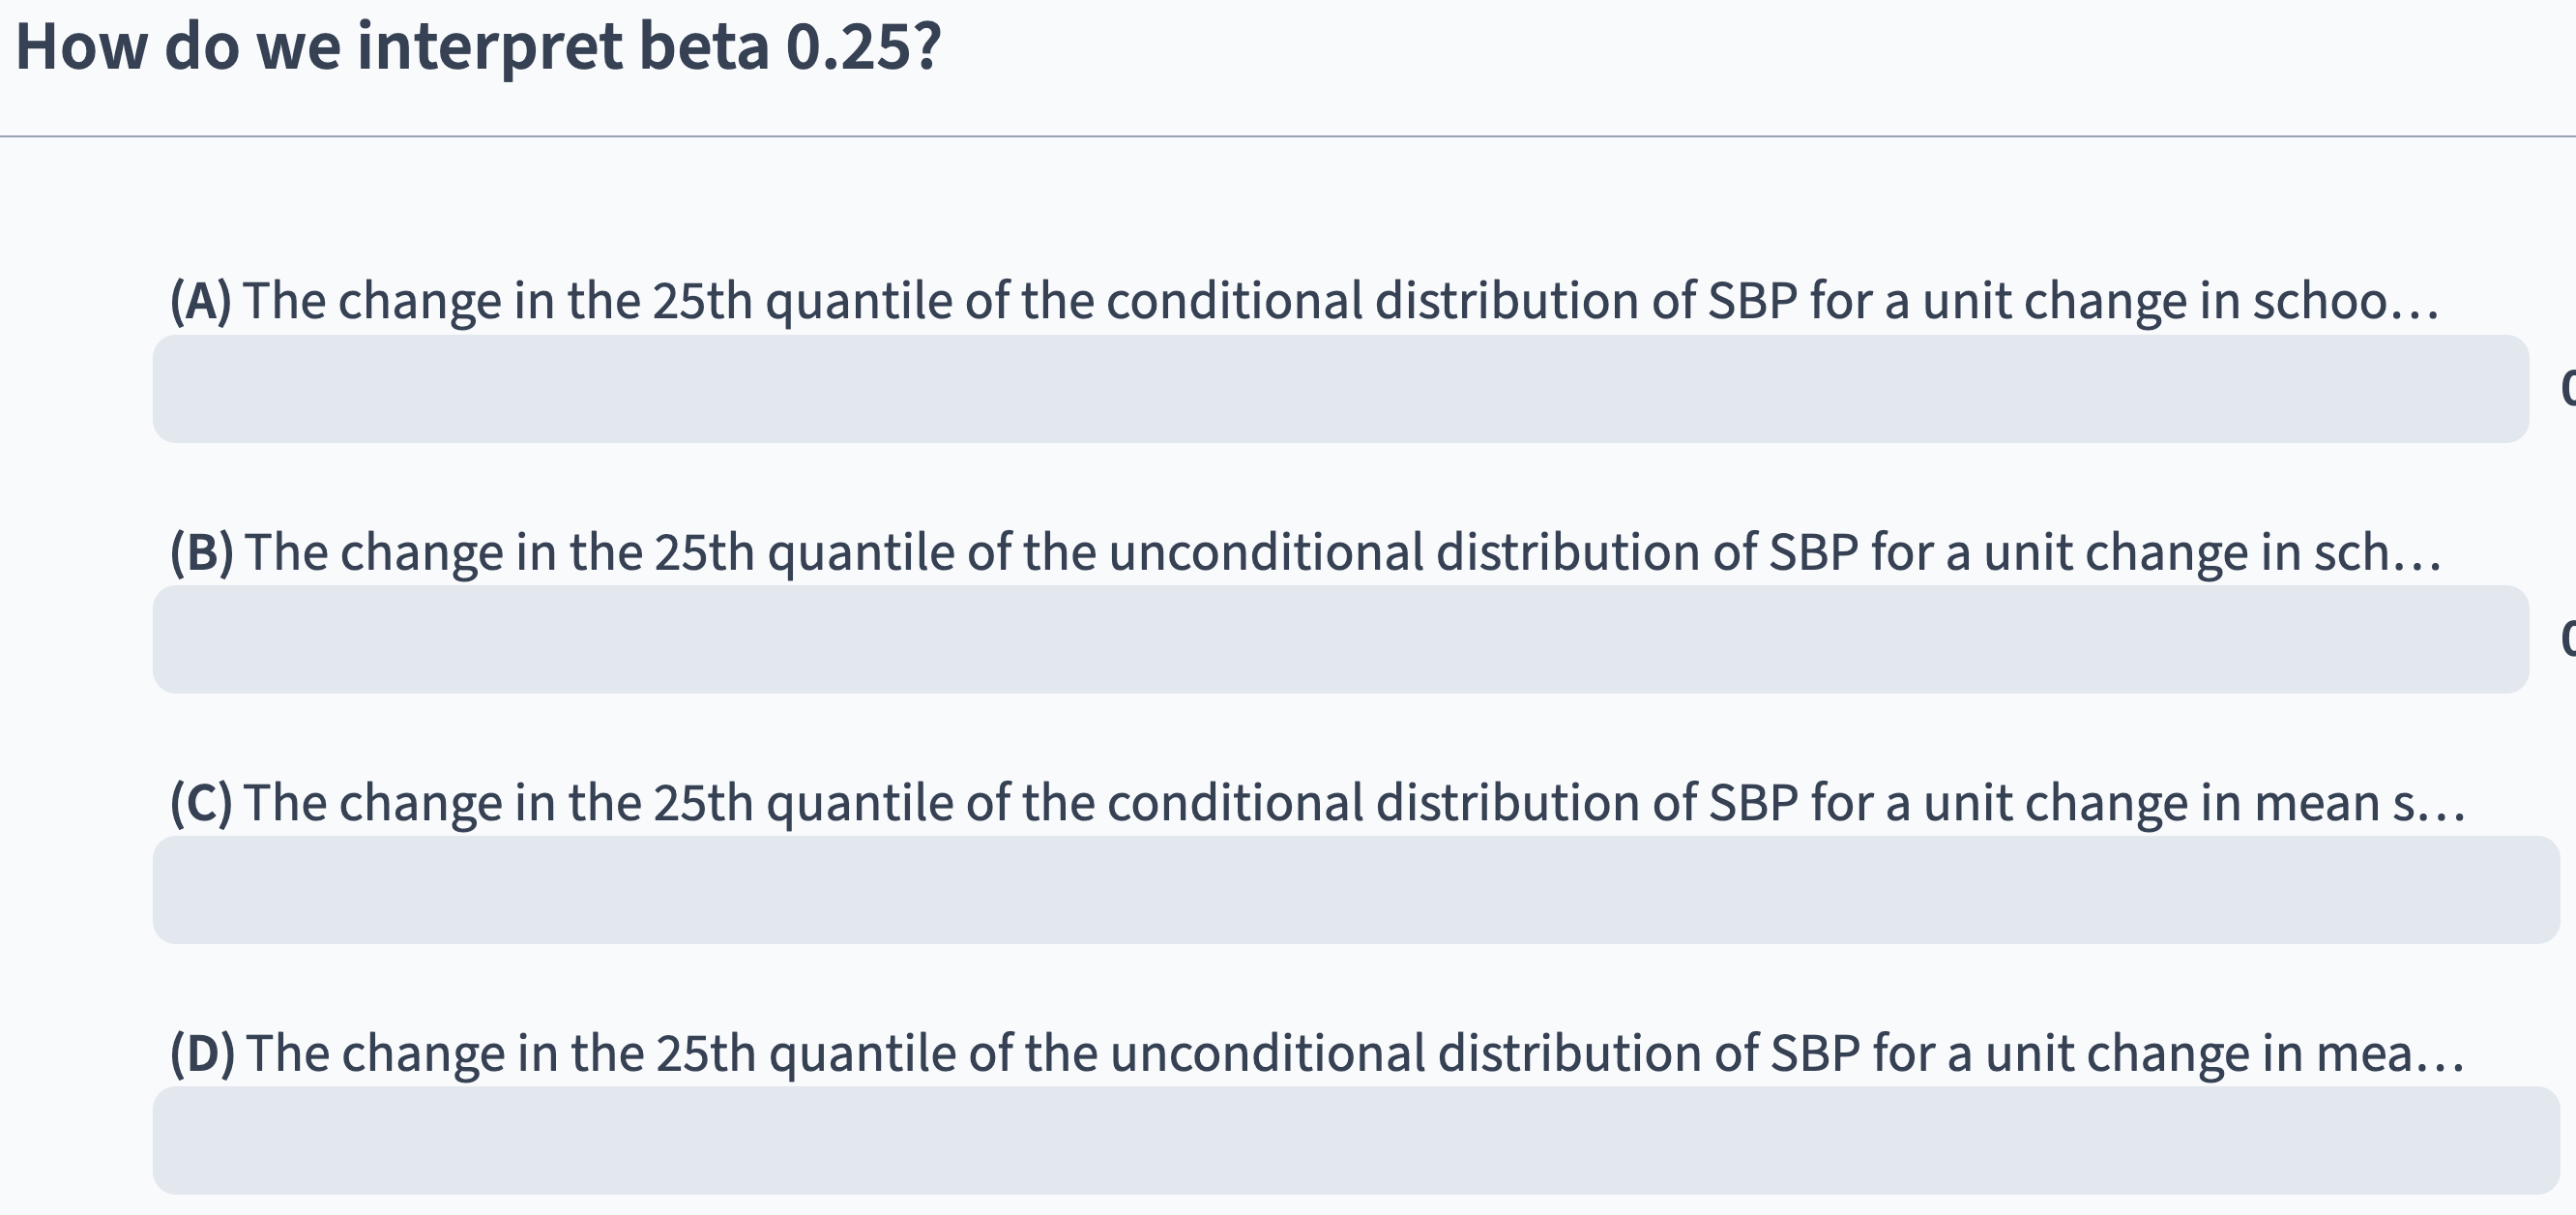 How do we interpret beta 0.25?
(A) The change in the 25th quantile of the conditional distribution of SBP for a unit change in schoo...
(B) The change in the 25th quantile of the unconditional distribution of SBP for a unit change in sch...
(C) The change in the 25th quantile of the conditional distribution of SBP for a unit change in mean s...
(D) The change in the 25th quantile of the unconditional distribution of SBP for a unit change in mea...